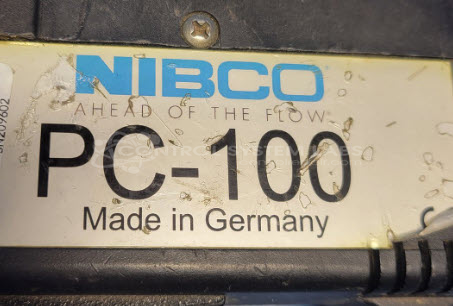 NIBCO
AHEAD OF THE FLOW
PC-100
Made in Germany